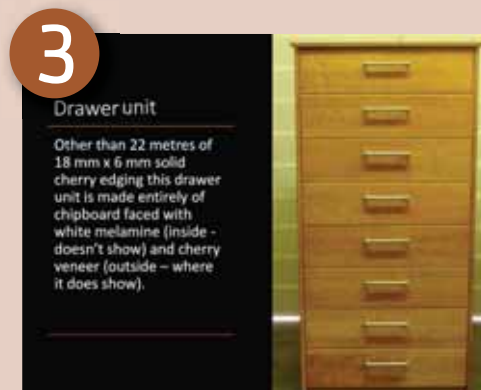 3
Drawer unit
Other than 22 metres of
18 mm x 6 mm solid
cherry edging this drawer
unit is made entirely of
chipboard faced with
white melamine (inside -
doesn't show) and cherry
veneer (outside – where
it does show).